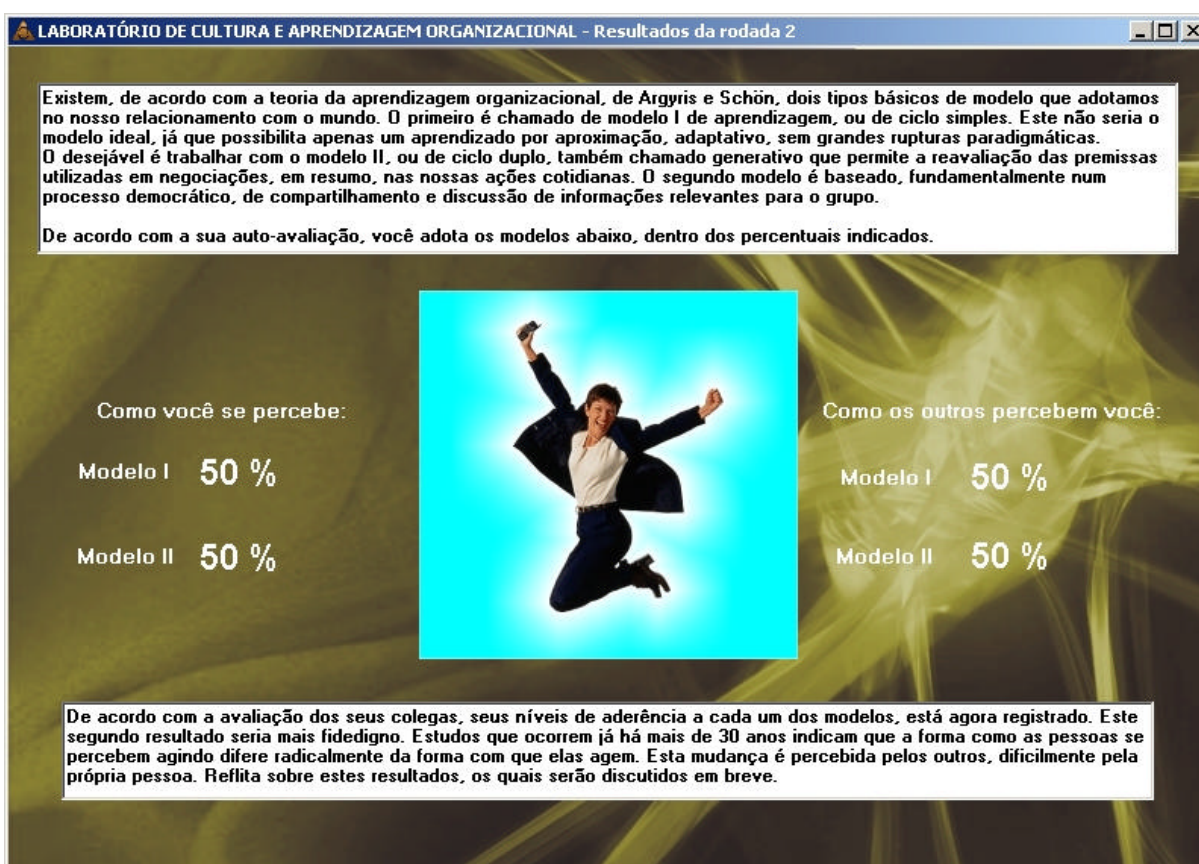 LABORATÓRIO DE CULTURA E APRENDIZAGEM ORGANIZACIONAL - Resultados da rodada 2
Existem, de acordo com a teoria da aprendizagem organizacional, de Argyris e Schön, dois tipos básicos de modelo que adotamos
no nosso relacionamento com o mundo. O primeiro é chamado de modelo I de aprendizagem, ou de ciclo simples. Este não seria o
modelo ideal, já que possibilita apenas um aprendizado por aproximação, adaptativo, sem grandes rupturas paradigmáticas.
O desejável é trabalhar com o modelo II, ou de ciclo duplo, também chamado generativo que permite a reavaliação das premissas
utilizadas em negociações, em resumo, nas nossas ações cotidianas. O segundo modelo é baseado, fundamentalmente num
processo democrático, de compartilhamento e discussão de informações relevantes para o grupo.
De acordo com a sua auto-avaliação, você adota os modelos abaixo, dentro dos percentuais indicados.
Como você se percebe:
Modelo I 50 %
Modelo II 50 %
Como os outros percebem você:
Modelo I 50 %
Modelo II 50 %
De acordo com a avaliação dos seus colegas, seus níveis de aderência a cada um dos modelos, está agora registrado. Este
segundo resultado seria mais fidedigno. Estudos que ocorrem já há mais de 30 anos indicam que a forma como as pessoas se
percebem agindo difere radicalmente da forma com que elas agem. Esta mudança é percebida pelos outros, dificilmente pela
própria pessoa. Reflita sobre estes resultados, os quais serão discutidos em breve.